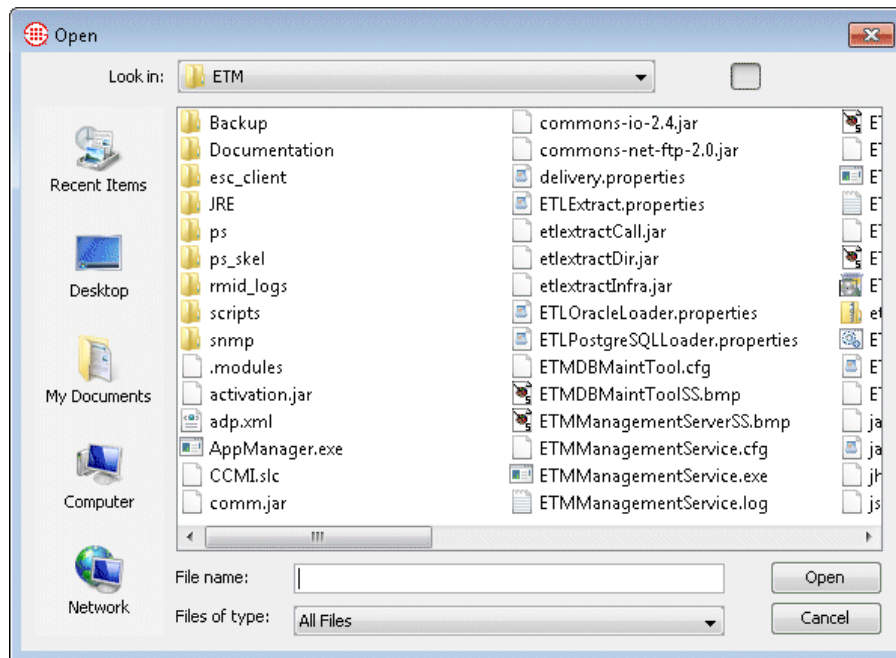 Open
Look in: ETM
Recent Items
Desktop
My Documents
Computer
Network
Backup
Documentation
esc_client
JRE
ps
ps_skel
rmid_logs
scripts
snmp
.modules
activation.jar
adp.xml
AppManager.exe
CCMI.slc
comm.jar
commons-io-2.4.jar
commons-net-ftp-2.0.jar
delivery.properties
ETLExtract.properties
etlextractCall.jar
etlextractDir.jar
etlextractInfra.jar
ETLOracleLoader.properties
ETLPostgreSQLLoader.properties
ETMDBMaintTool.cfg
ETMDBMaintToolSS.bmp
ETMManagementServerSS.bmp
ETMManagementService.cfg
ETMManagementService.exe
ETMManagementService.log
File name:
Open
Files of type: All Files
Cancel